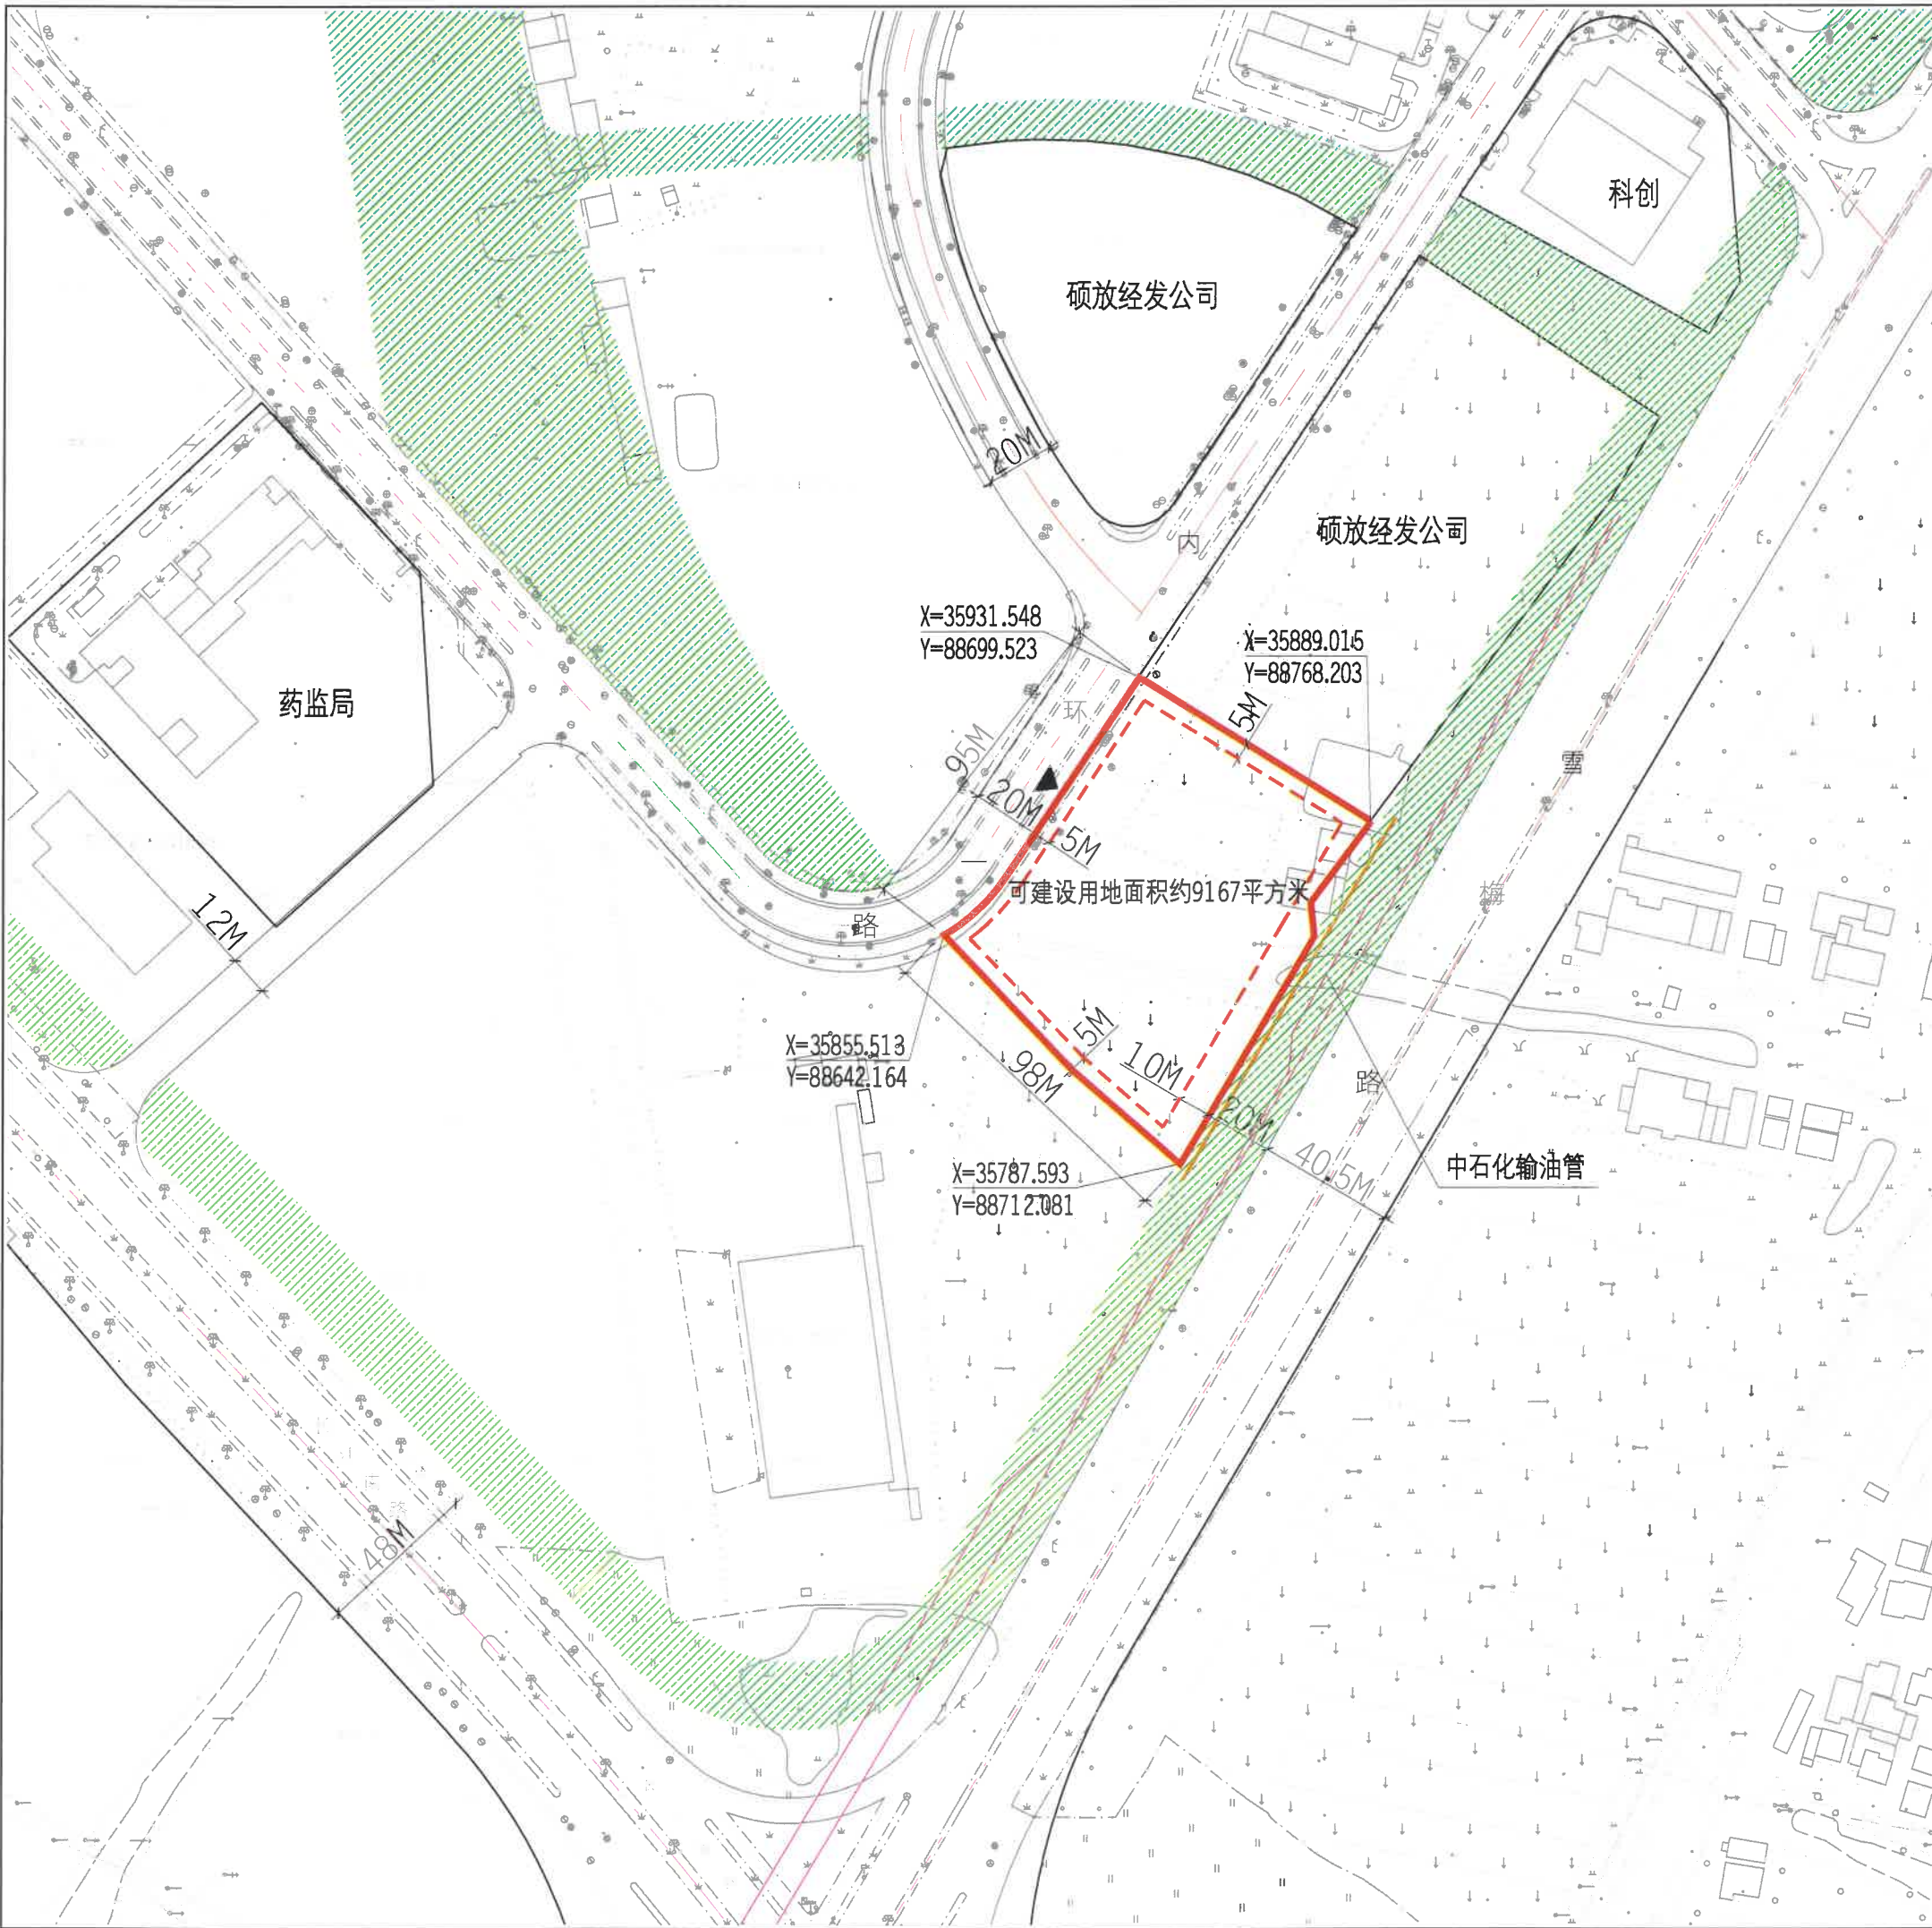 科创
硕放经发公司
20M
硕放经发公司
内
X=35931.548
Y=88699.523
X=35889.015
Y=88768.203
药监局
环
5M
95M
雪
20M
5M
一
可建设用地面积约9167平方米
梅
路
12M
X=35855.513
Y=88642.164
5M
98M
10M
路
20M
40.5M
中石化输油管
X=35787.593
Y=88712.081
48M